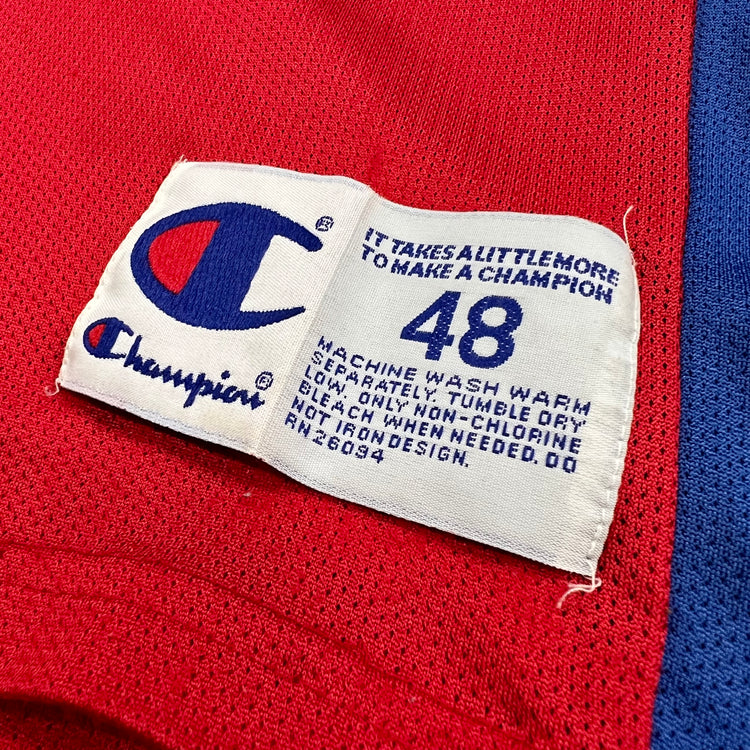 ®
Champion®
IT TAKES A LITTLE MORE
TO MAKE A CHAMPION
48
MACHINE WASH WARM
SEPARATELY, TUMBLE DRY
LOW, ONLY NON-CHLORINE
BLEACH WHEN NEEDED. DO
NOT IRON DESIGN.
RN 26094